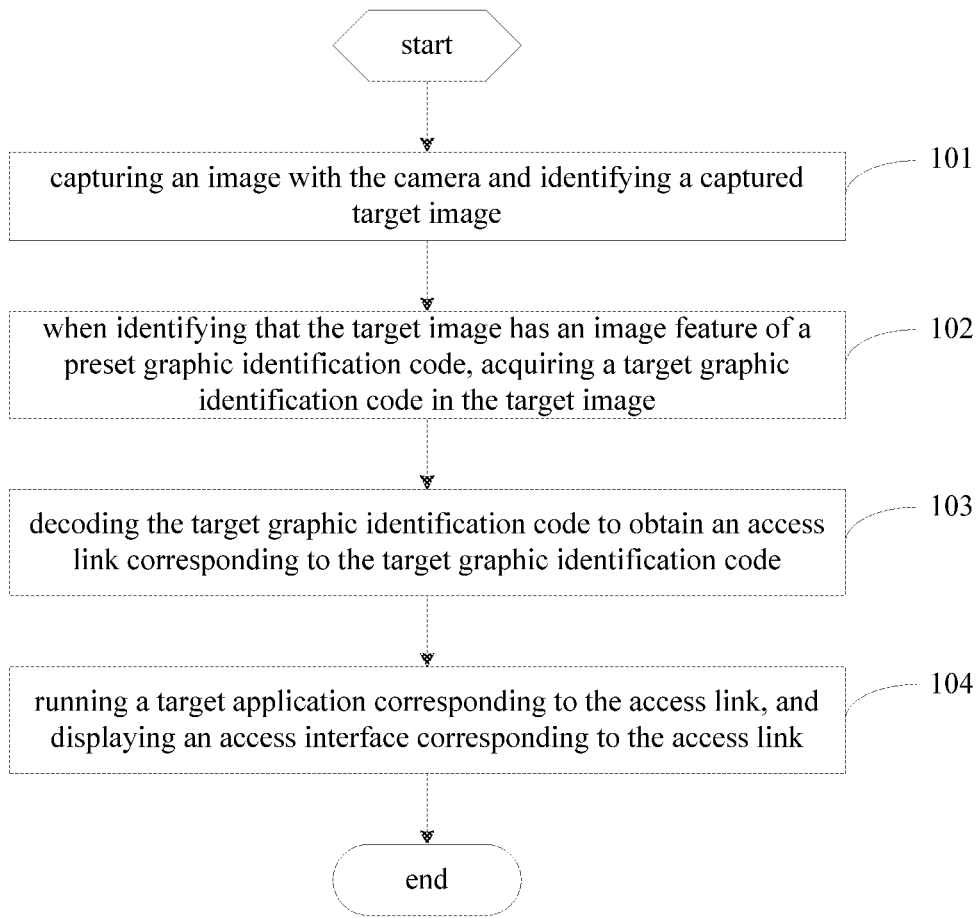 start
capturing an image with the camera and identifying a captured
target image
101
when identifying that the target image has an image feature of a
preset graphic identification code, acquiring a target graphic
identification code in the target image
102
decoding the target graphic identification code to obtain an access
link corresponding to the target graphic identification code
103
running a target application corresponding to the access link, and
displaying an access interface corresponding to the access link
104
end